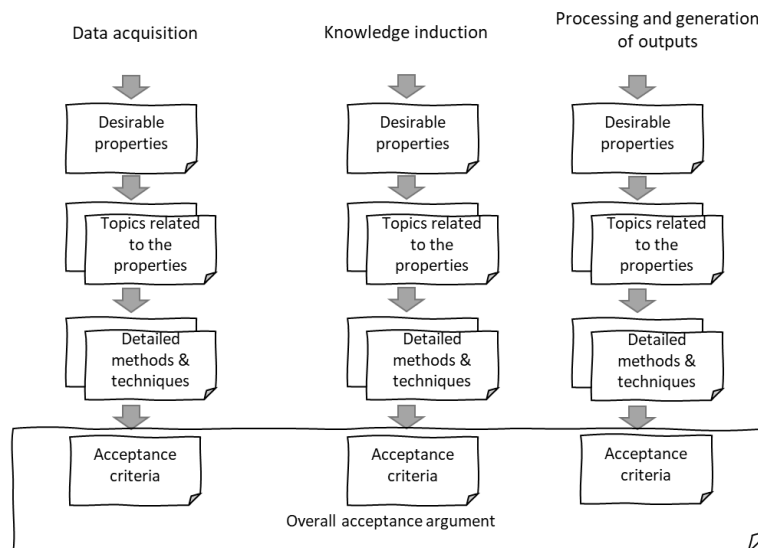 Data acquisition
Knowledge induction
Processing and generation
of outputs
Desirable
properties
Desirable
properties
Desirable
properties
Topics related
to the
properties
Topics related
to the
properties
Topics related
to the
properties
Detailed
methods &
techniques
Detailed
methods &
techniques
Detailed
methods &
techniques
Acceptance
criteria
Acceptance
criteria
Acceptance
criteria
Overall acceptance argument